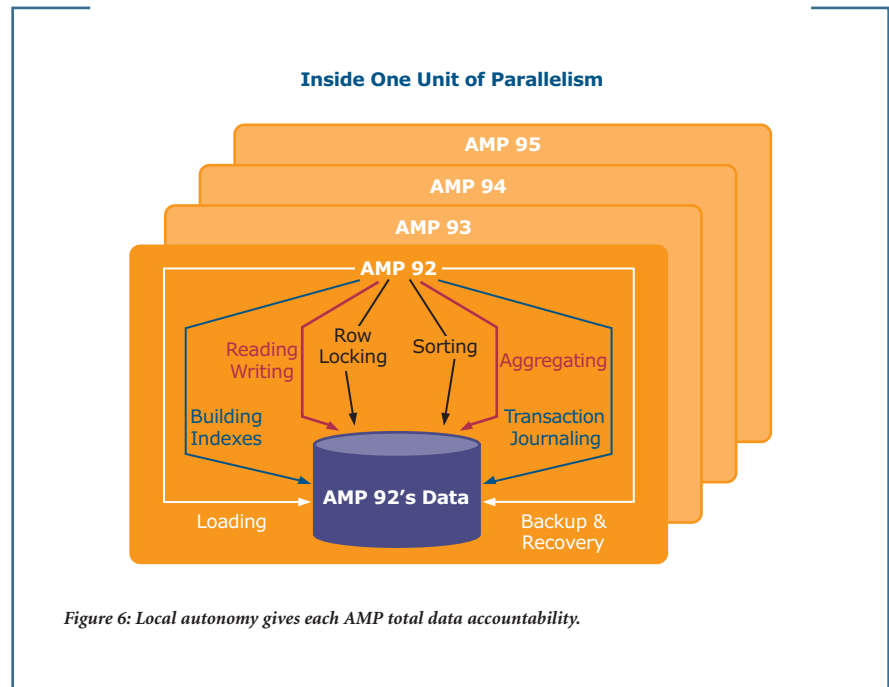 Inside One Unit of Parallelism
AMP 95
AMP 94
AMP 93
AMP 92
Reading
Writing
Row
Locking
Sorting
Aggregating
Building
Indexes
Transaction
Journaling
AMP 92’s Data
Loading
Backup &
Recovery
Figure 6: Local autonomy gives each AMP total data accountability.